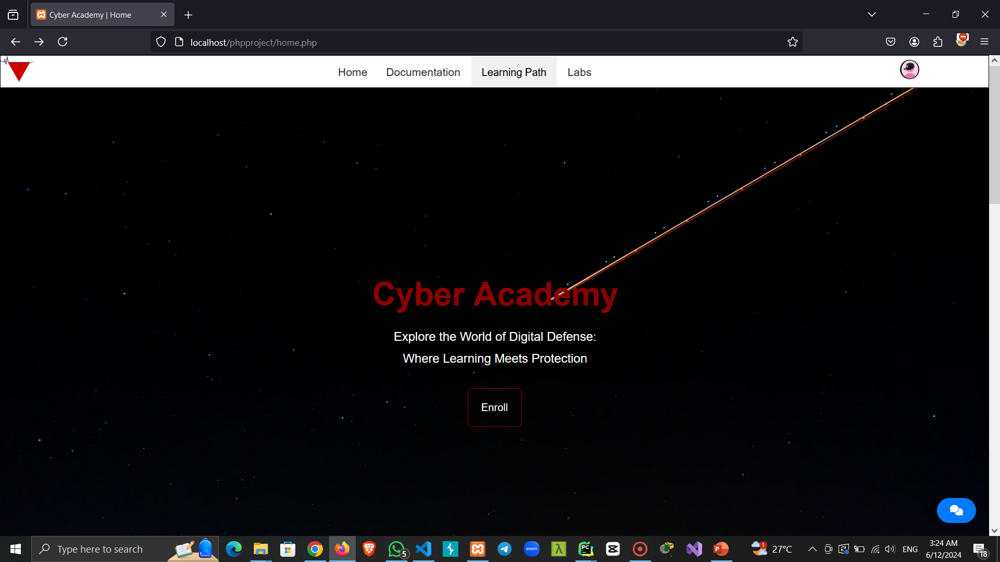 Cyber Academy | Home
localhost/phpproject/home.php
Home
Documentation
Learning Path
Labs
Cyber Academy
Explore the World of Digital Defense:
Where Learning Meets Protection
Enroll
Type here to search
5
zoom
PC
P
1
27°C
ENG
3:24 AM
6/12/2024
18